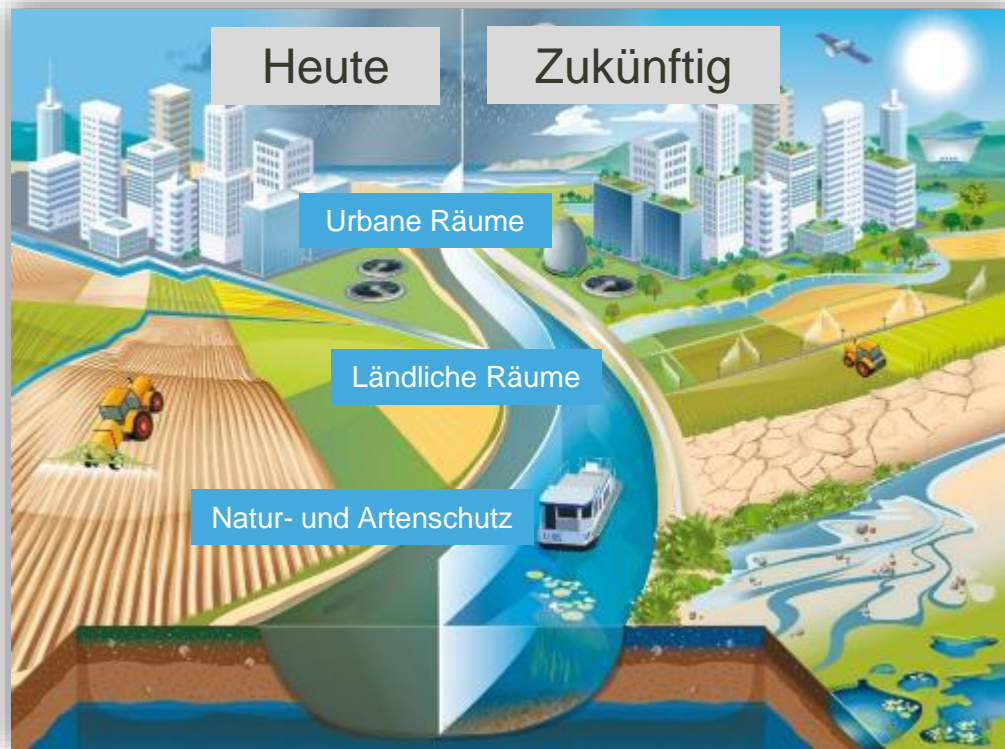 Heute
Zukünftig
Urbane Räume
Ländliche Räume
Natur- und Artenschutz